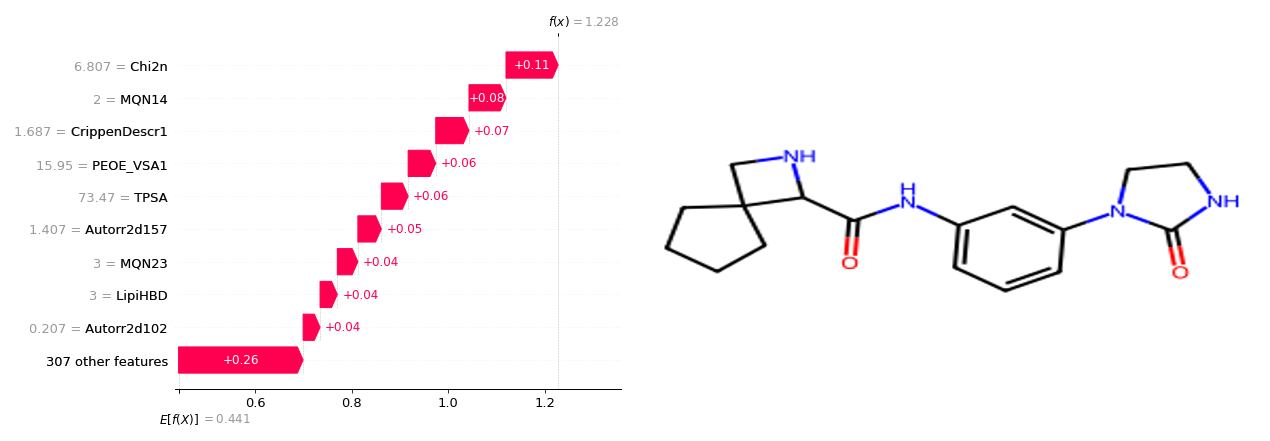 f(x) = 1.228
6.807 = Chi2n
+0.11
2 = MQN14
+0.08
1.687 = CrippenDescr1
+0.07
15.95 = PEOE_VSA1
+0.06
73.47 = TPSA
+0.06
1.407 = Autorr2d157
+0.05
3 = MQN23
+0.04
3 = LipiHBD
+0.04
0.207 = Autorr2d102
+0.04
307 other features
+0.26
0.6 0.8 1.0 1.2
E[f(X)] = 0.441
NH
H
N
O
N
NH
O